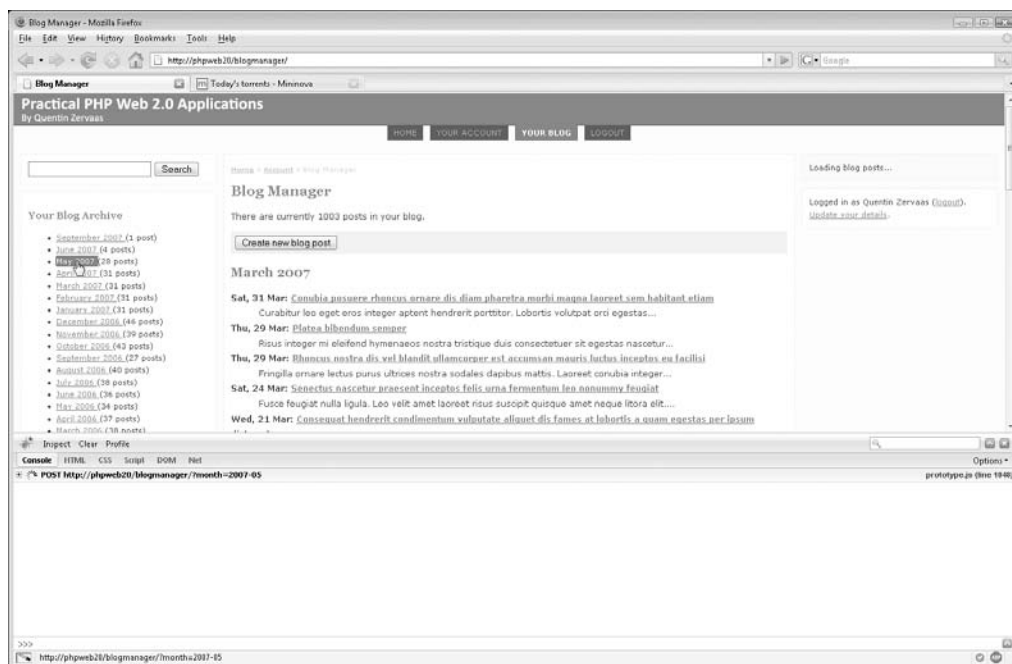 Blog Manager - Mozilla Firefox
File Edit View History Bookmarks Tools Help
http://phpweb20/blogmanager/
Google
Blog Manager
Today's torrents - Mininova
Practical PHP Web 2.0 Applications
By Quentin Zervaas
HOME YOUR ACCOUNT YOUR BLOG LOGOUT
Search
Your Blog Archive
September 2007 (1 post)
June 2007 (4 posts)
May 2007 (28 posts)
April 2007 (31 posts)
March 2007 (31 posts)
February 2007 (31 posts)
January 2007 (31 posts)
December 2006 (46 posts)
November 2006 (39 posts)
October 2006 (43 posts)
September 2006 (27 posts)
August 2006 (40 posts)
July 2006 (38 posts)
June 2006 (36 posts)
May 2006 (34 posts)
April 2006 (37 posts)
March 2006 (38 posts)
Home > Account > Blog Manager
Blog Manager
There are currently 1003 posts in your blog.
Create new blog post
March 2007
Sat, 31 Mar: Conubia posuere rhoncus ornare dis diam pharetra morbi magna laoreet sem habitant etiam
Curabitur leo eget eros integer aptent hendrerit porttitor. Lobortis volutpat orci egestas...
Thu, 29 Mar: Platea bibendum semper
Risus integer mi eleifend hymenaeos nostra tristique duis consectetuer sit egestas nascetur...
Thu, 29 Mar: Rhoncus nostra dis vel blandit ullamcorper est accumsan mauris luctus inceptos eu facilisi
Fringilla ornare lectus purus ultrices nostra sodales dapibus mattis. Laoreet conubia integer...
Sat, 24 Mar: Senectus nascetur praesent inceptos felis urna fermentum leo nonummy feugiat
Fusce feugiat nulla ligula. Leo velit amet laoreet risus suscipit quisque amet neque litora elit....
Wed, 21 Mar: Consequat hendrerit condimentum vulputate aliquet dis fames at lobortis a quam egestas per ipsum
Loading blog posts...
Logged in as Quentin Zervaas (logout).
Update your details.
Inspect Clear Profile
Console HTML CSS Script DOM Net
Options
POST http://phpweb20/blogmanager/?month=2007-05
prototype.js (line
>>>
http://phpweb20/blogmanager/?month=2007-05